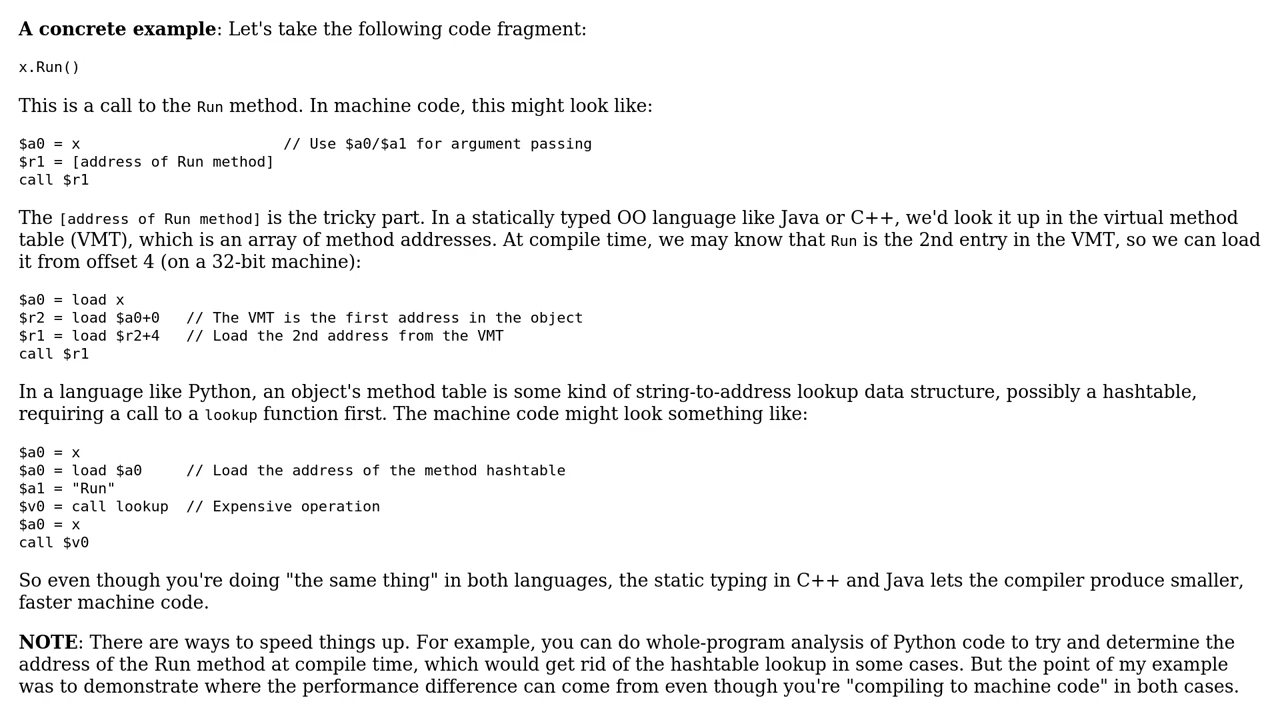 A concrete example: Let's take the following code fragment:
x.Run()
This is a call to the Run method. In machine code, this might look like:
$a0 = x                       // Use $a0/$a1 for argument passing
$r1 = [address of Run method]
call $r1
The [address of Run method] is the tricky part. In a statically typed OO language like Java or C++, we'd look it up in the virtual method
table (VMT), which is an array of method addresses. At compile time, we may know that Run is the 2nd entry in the VMT, so we can load
it from offset 4 (on a 32-bit machine):
$a0 = load x
$r2 = load $a0+0   // The VMT is the first address in the object
$r1 = load $r2+4   // Load the 2nd address from the VMT
call $r1
In a language like Python, an object's method table is some kind of string-to-address lookup data structure, possibly a hashtable,
requiring a call to a lookup function first. The machine code might look something like:
$a0 = x
$a0 = load $a0     // Load the address of the method hashtable
$a1 = "Run"
$v0 = call lookup  // Expensive operation
$a0 = x
call $v0
So even though you're doing "the same thing" in both languages, the static typing in C++ and Java lets the compiler produce smaller,
faster machine code.
NOTE: There are ways to speed things up. For example, you can do whole-program analysis of Python code to try and determine the
address of the Run method at compile time, which would get rid of the hashtable lookup in some cases. But the point of my example
was to demonstrate where the performance difference can come from even though you're "compiling to machine code" in both cases.